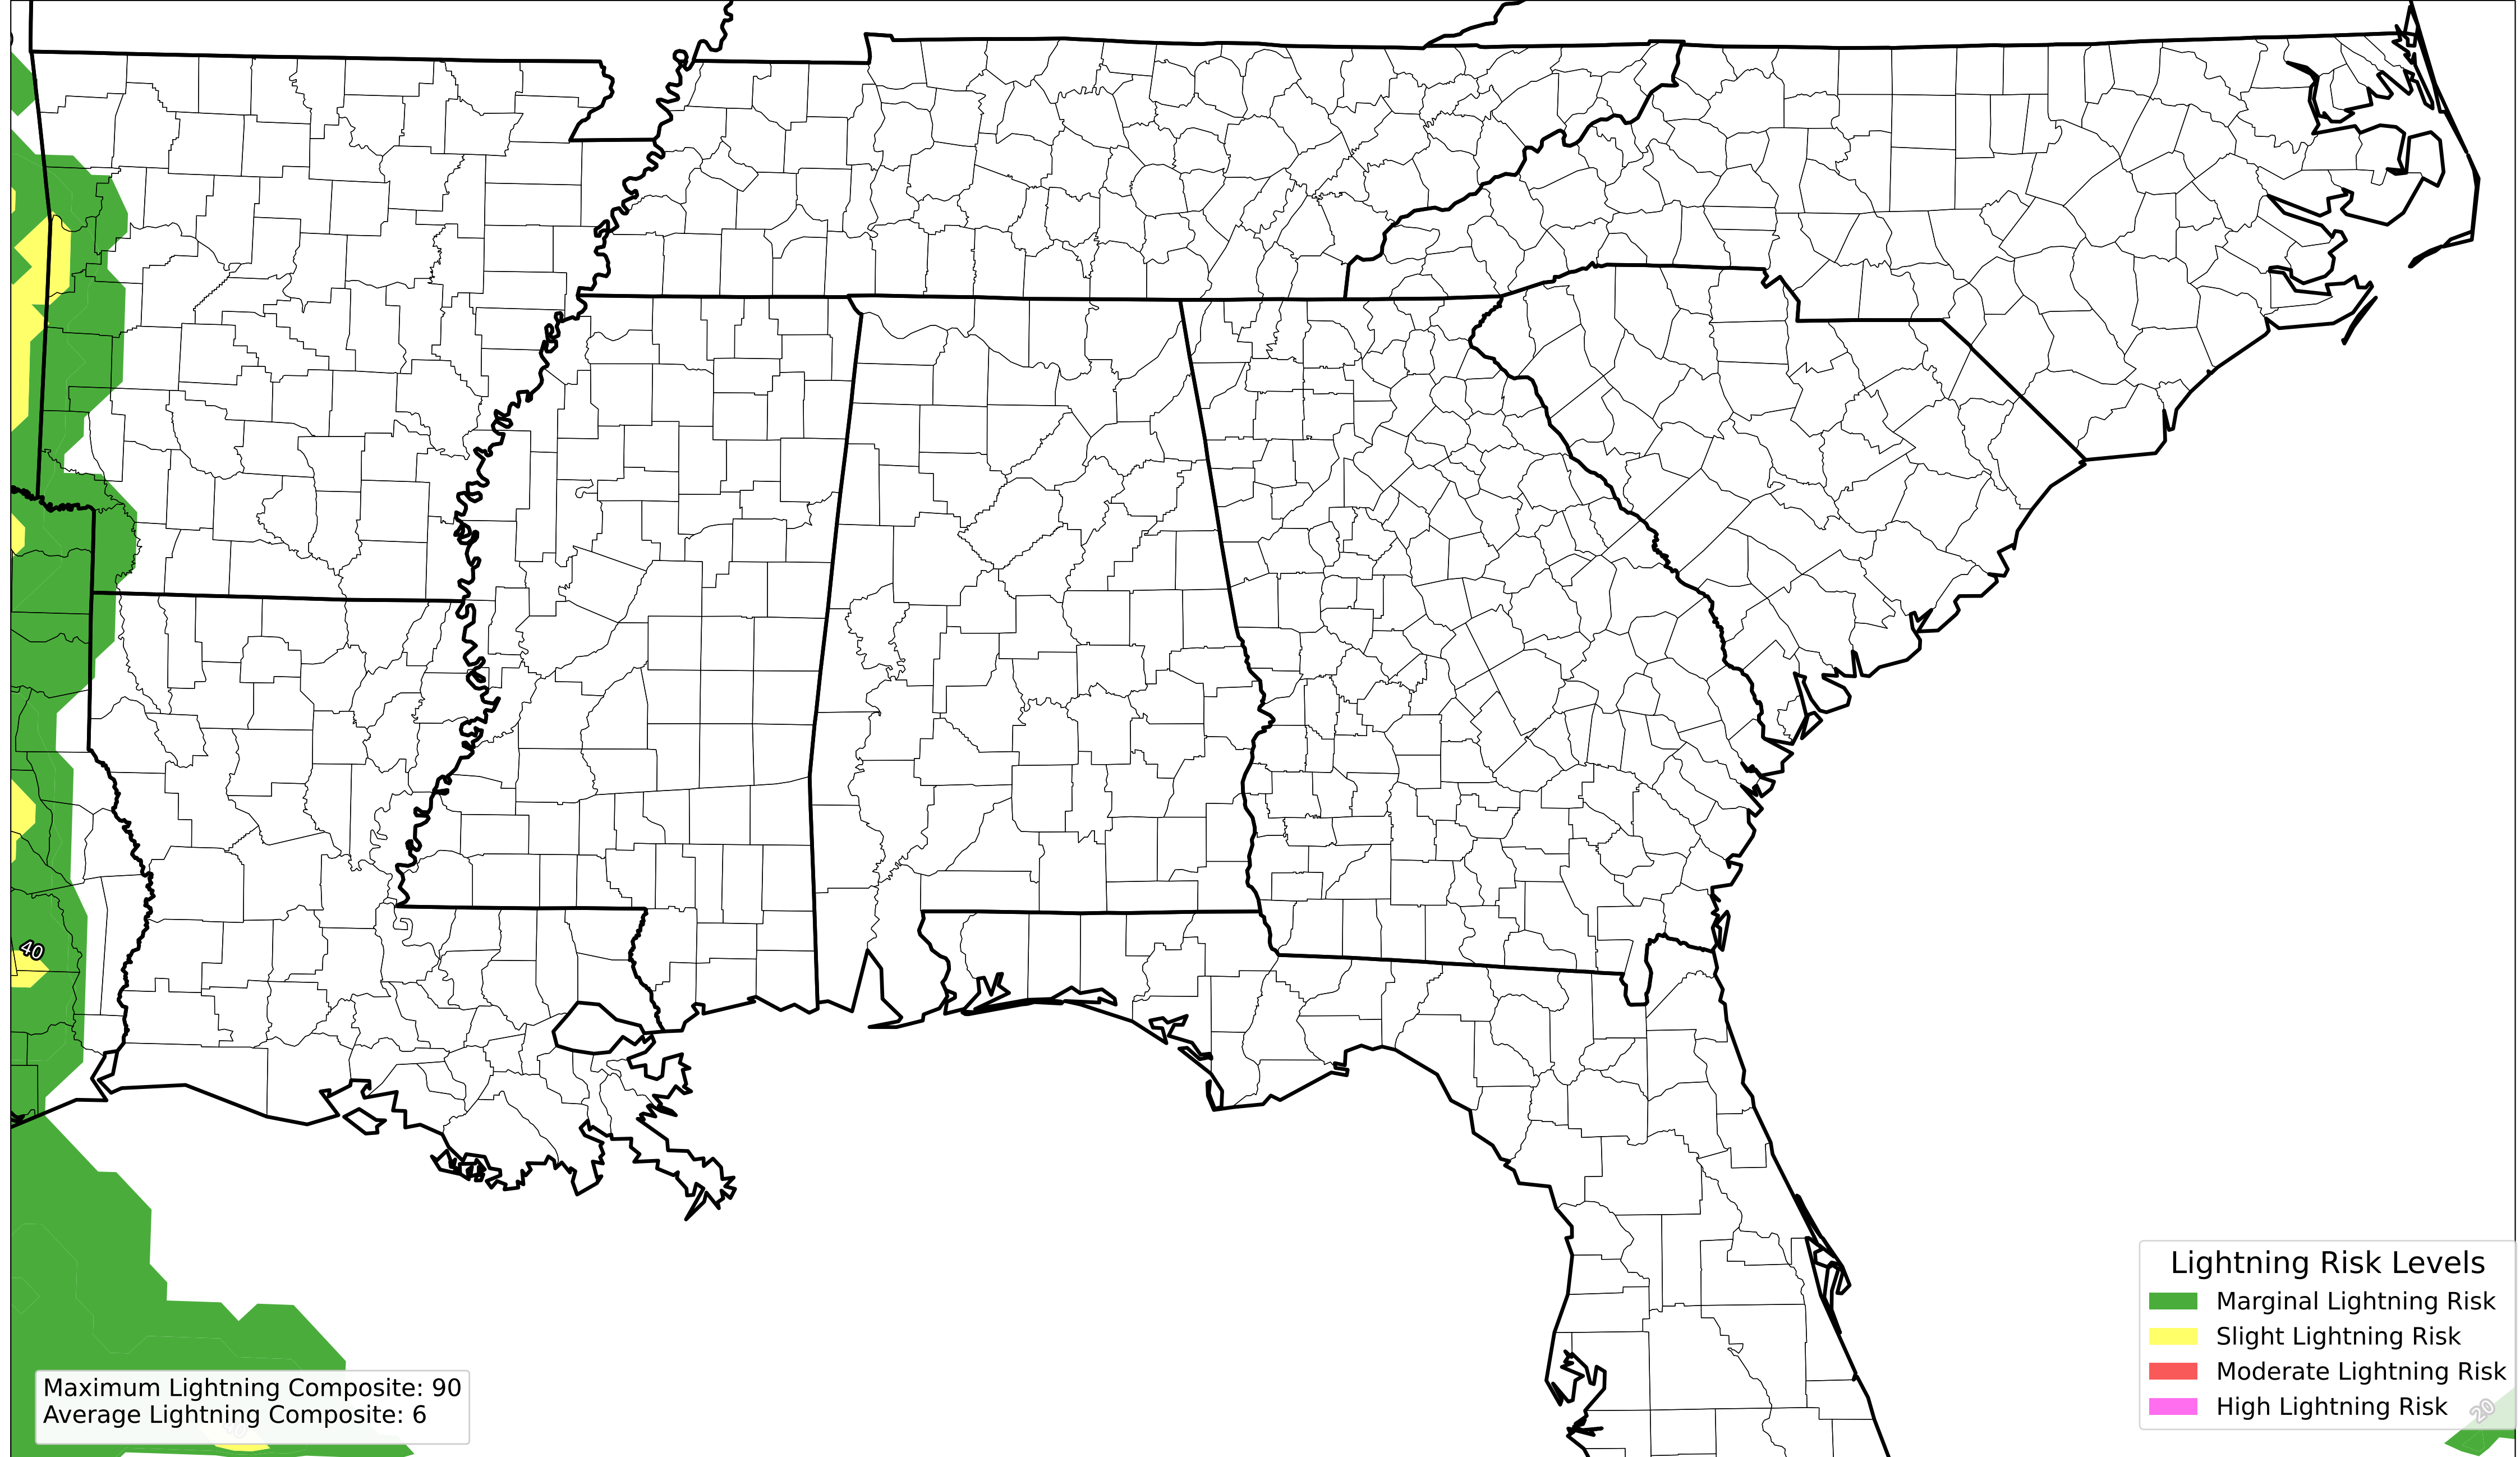 40
Lightning Risk Levels
Marginal Lightning Risk
Slight Lightning Risk
Moderate Lightning Risk
High Lightning Risk
20
Maximum Lightning Composite: 90
Average Lightning Composite: 6